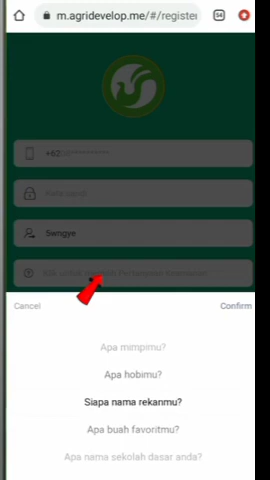 m.agridevelop.me/#/register
54
+62
Kata sandi
5wngye
Cancel
Confirm
Apa mimpimu?
Apa hobimu?
Siapa nama rekanmu?
Apa buah favoritmu?
Apa nama sekolah dasar anda?